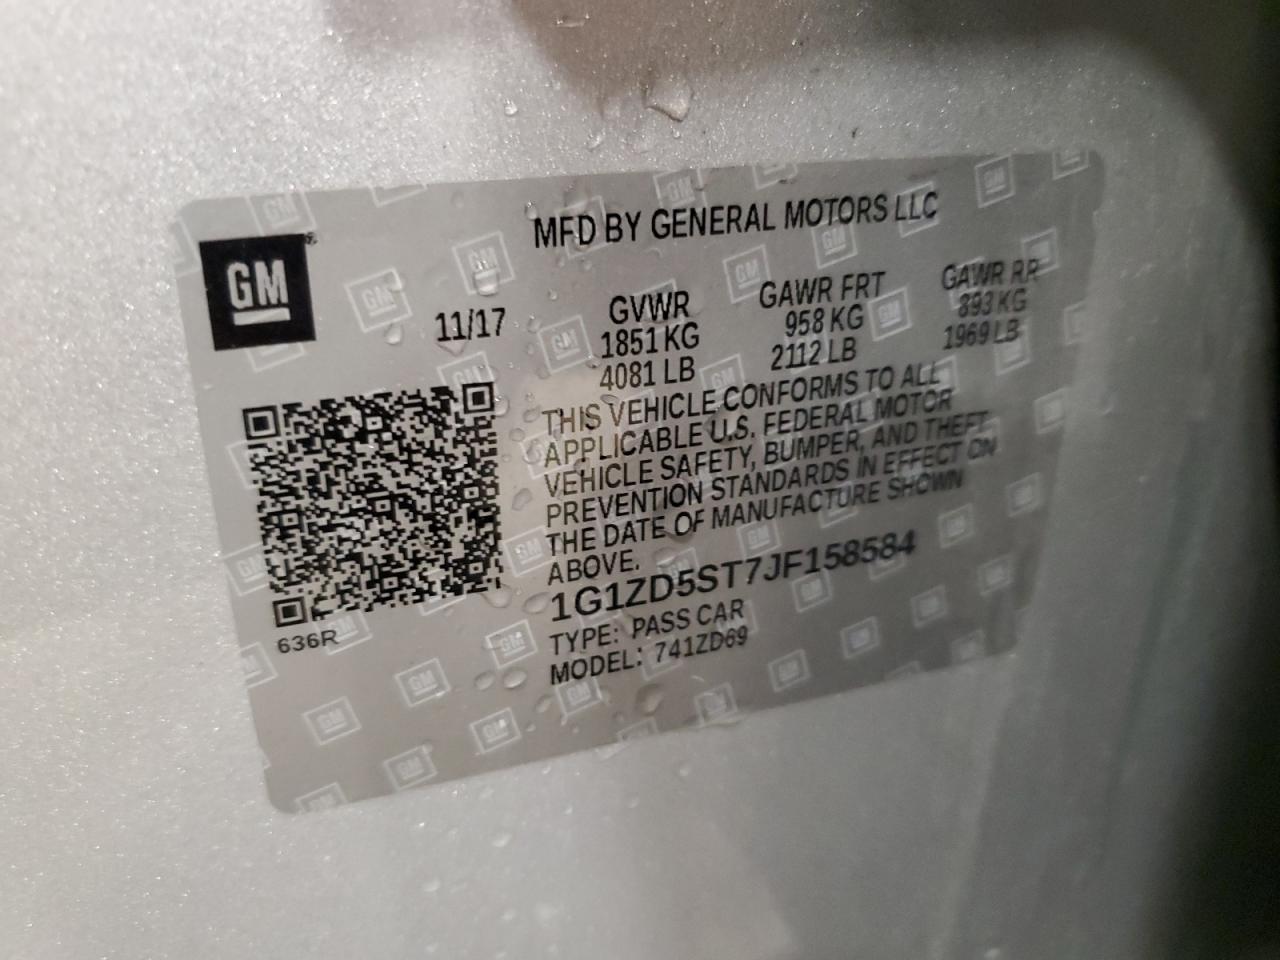 GM
MFD BY GENERAL MOTORS LLC
11/17
GVWR
1851 KG
4081 LB
GAWR FRT
958 KG
2112 LB
GAWR RR
893 KG
1969 LB
THIS VEHICLE CONFORMS TO ALL
APPLICABLE U.S. FEDERAL MOTOR
VEHICLE SAFETY, BUMPER, AND THEFT
PREVENTION STANDARDS IN EFFECT ON
THE DATE OF MANUFACTURE SHOWN
ABOVE.
1G1ZD5ST7JF158584
TYPE: PASS CAR
MODEL: 741ZD69
636R